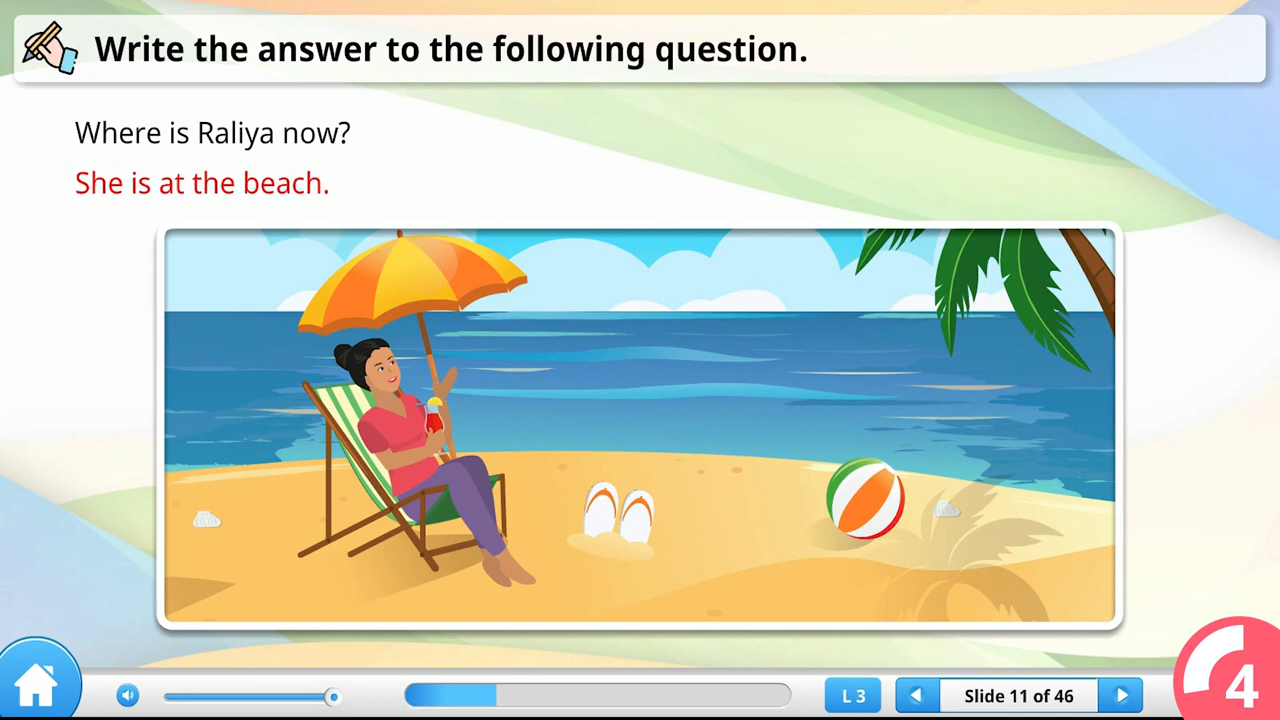 Write the answer to the following question.
Where is Raliya now?
She is at the beach.
L 3
Slide 11 of 46
4